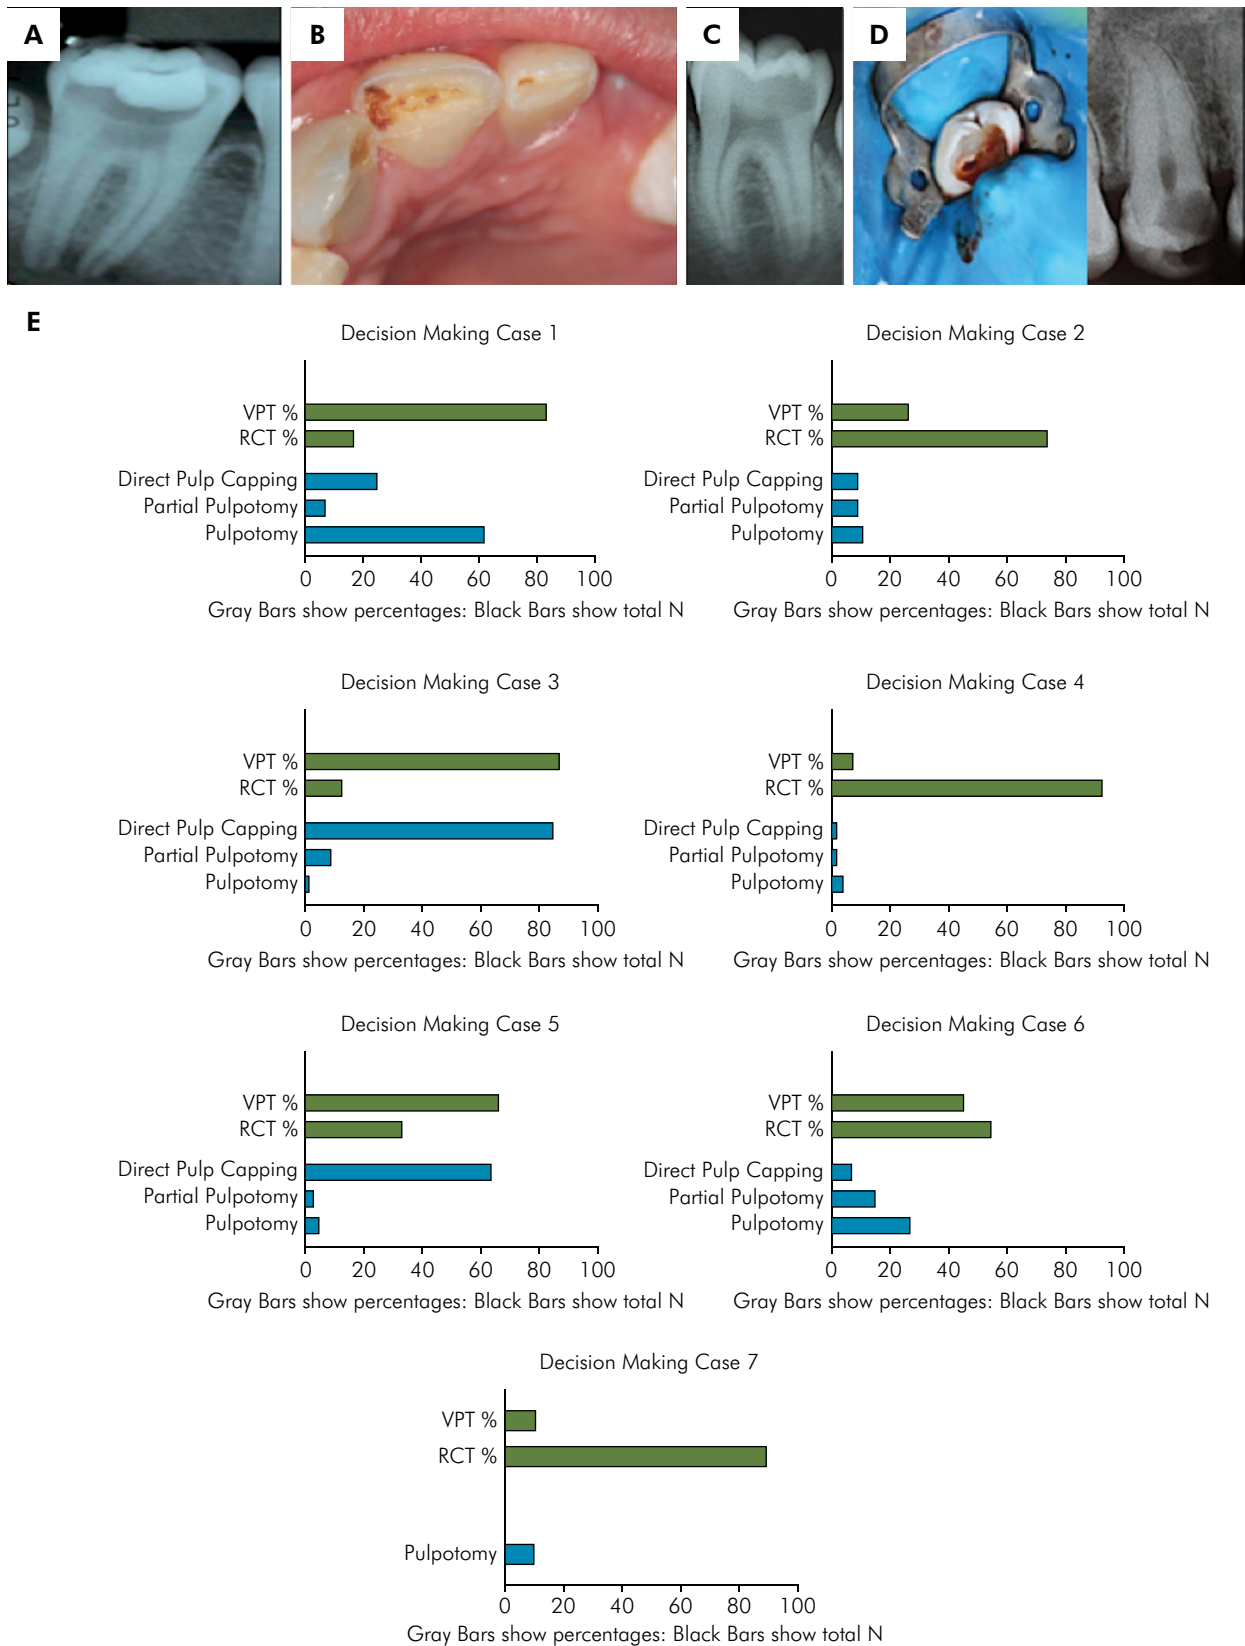 A
B
C
D
E
Decision Making Case 1
VPT %
RCT %
Direct Pulp Capping
Partial Pulpotomy
Pulpotomy
0 20 40 60 80 100
Gray Bars show percentages: Black Bars show total N
Decision Making Case 2
VPT %
RCT %
Direct Pulp Capping
Partial Pulpotomy
Pulpotomy
0 20 40 60 80 100
Gray Bars show percentages: Black Bars show total N
Decision Making Case 3
VPT %
RCT %
Direct Pulp Capping
Partial Pulpotomy
Pulpotomy
0 20 40 60 80 100
Gray Bars show percentages: Black Bars show total N
Decision Making Case 4
VPT %
RCT %
Direct Pulp Capping
Partial Pulpotomy
Pulpotomy
0 20 40 60 80 100
Gray Bars show percentages: Black Bars show total N
Decision Making Case 5
VPT %
RCT %
Direct Pulp Capping
Partial Pulpotomy
Pulpotomy
0 20 40 60 80 100
Gray Bars show percentages: Black Bars show total N
Decision Making Case 6
VPT %
RCT %
Direct Pulp Capping
Partial Pulpotomy
Pulpotomy
0 20 40 60 80 100
Gray Bars show percentages: Black Bars show total N
Decision Making Case 7
VPT %
RCT %
Pulpotomy
0 20 40 60 80 100
Gray Bars show percentages: Black Bars show total N